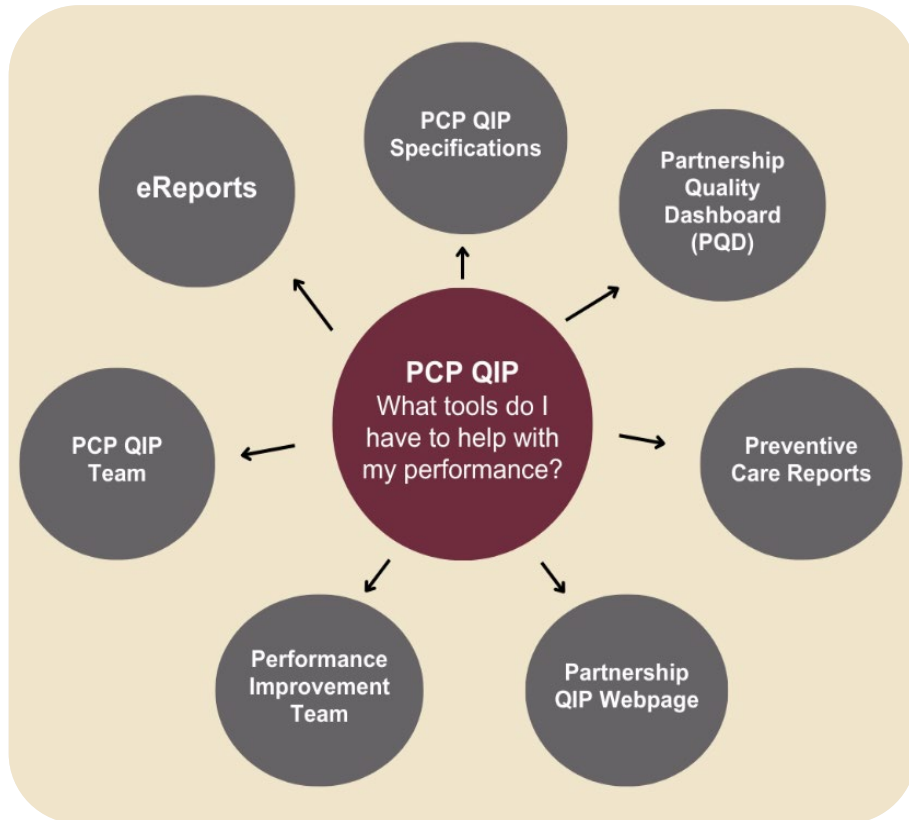 PCP QIP
What tools do I
have to help with
my performance?
PCP QIP
Specifications
Partnership
Quality
Dashboard
(PQD)
Preventive
Care Reports
Partnership
QIP Webpage
Performance
Improvement
Team
PCP QIP
Team
eReports